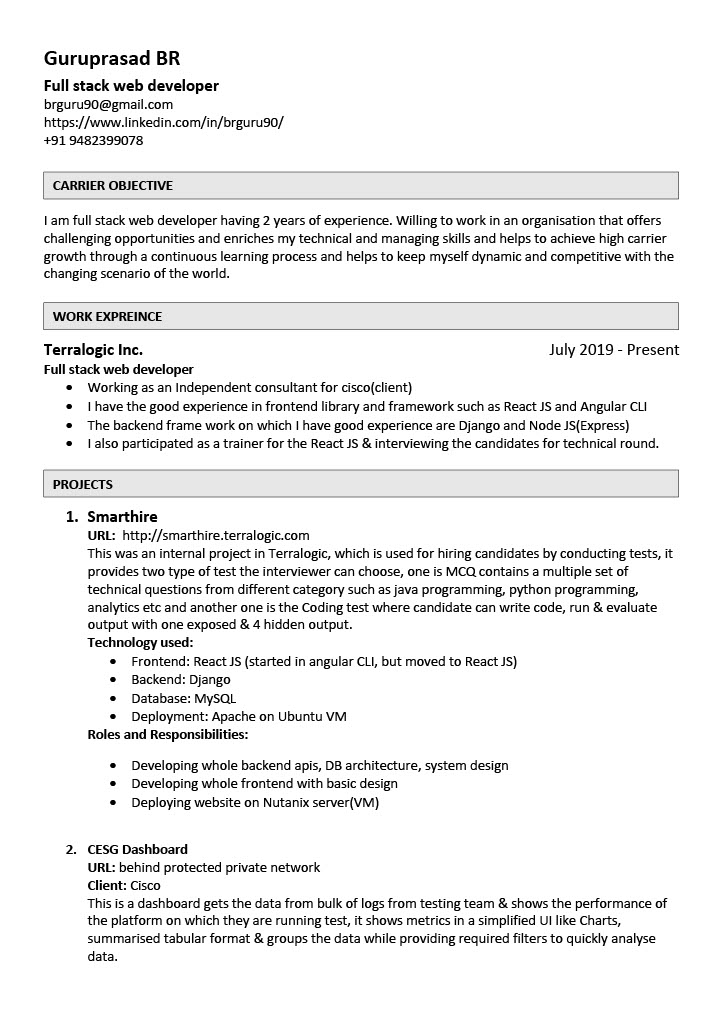 Guruprasad BR
Full stack web developer
brguru90@gmail.com
https://www.linkedin.com/in/brguru90/
+91 9482399078
CARRIER OBJECTIVE
I am full stack web developer having 2 years of experience. Willing to work in an organisation that offers
challenging opportunities and enriches my technical and managing skills and helps to achieve high carrier
growth through a continuous learning process and helps to keep myself dynamic and competitive with the
changing scenario of the world.
WORK EXPREINCE
Terralogic Inc. July 2019 - Present
Full stack web developer
• Working as an Independent consultant for cisco(client)
• I have the good experience in frontend library and framework such as React JS and Angular CLI
• The backend frame work on which I have good experience are Django and Node JS(Express)
• I also participated as a trainer for the React JS & interviewing the candidates for technical round.
PROJECTS
1. Smarthire
URL: http://smarthire.terralogic.com
This was an internal project in Terralogic, which is used for hiring candidates by conducting tests, it
provides two type of test the interviewer can choose, one is MCQ contains a multiple set of
technical questions from different category such as java programming, python programming,
analytics etc and another one is the Coding test where candidate can write code, run & evaluate
output with one exposed & 4 hidden output.
Technology used:
• Frontend: React JS (started in angular CLI, but moved to React JS)
• Backend: Django
• Database: MySQL
• Deployment: Apache on Ubuntu VM
Roles and Responsibilities:
• Developing whole backend apis, DB architecture, system design
• Developing whole frontend with basic design
• Deploying website on Nutanix server(VM)
2. CESG Dashboard
URL: behind protected private network
Client: Cisco
This is a dashboard gets the data from bulk of logs from testing team & shows the performance of
the platform on which they are running test, it shows metrics in a simplified UI like Charts,
summarised tabular format & groups the data while providing required filters to quickly analyse
data.